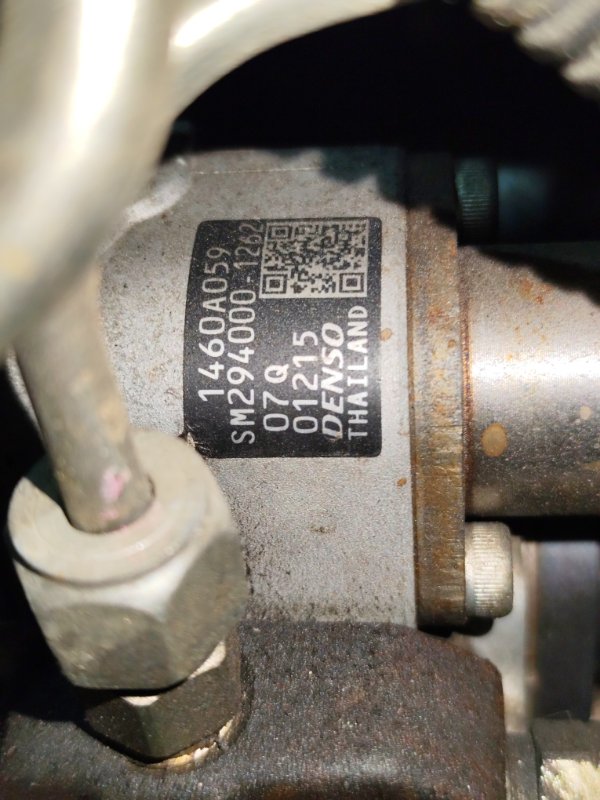 1460A059
SM294000-1262
07Q
01215
DENSO
THAILAND